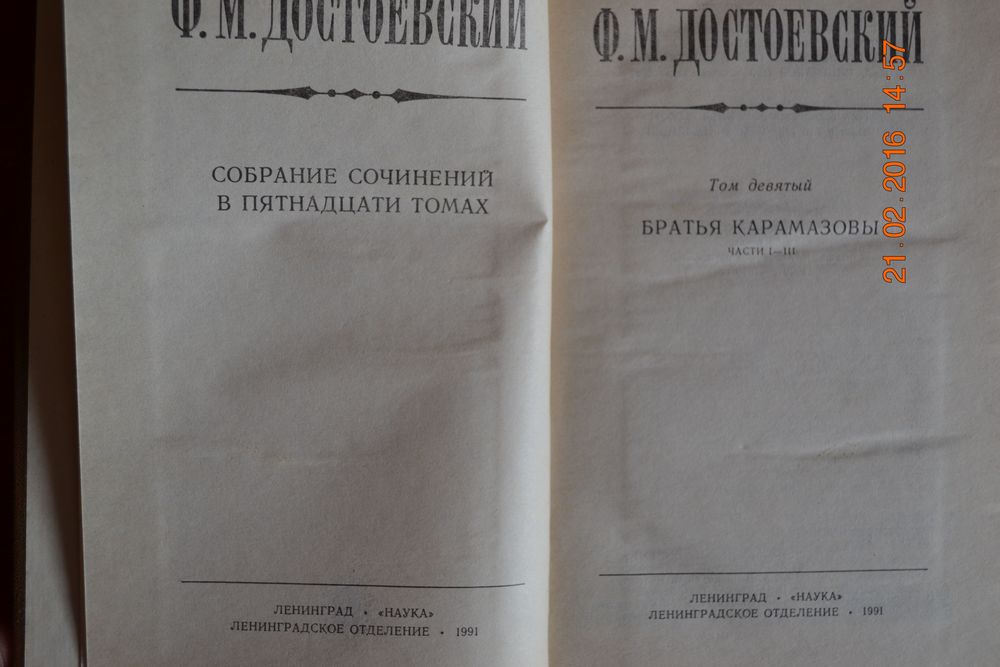 Ф. М. ДОСТОЕВСКИЙ
СОБРАНИЕ СОЧИНЕНИЙ
В ПЯТНАДЦАТИ ТОМАХ
ЛЕНИНГРАД • «НАУКА»
ЛЕНИНГРАДСКОЕ ОТДЕЛЕНИЕ • 1991
Ф. М. ДОСТОЕВСКИЙ
Том девятый
БРАТЬЯ КАРАМАЗОВЫ
ЧАСТИ I—III
ЛЕНИНГРАД • «НАУКА»
ЛЕНИНГРАДСКОЕ ОТДЕЛЕНИЕ • 1991
21.02.2016 14:57